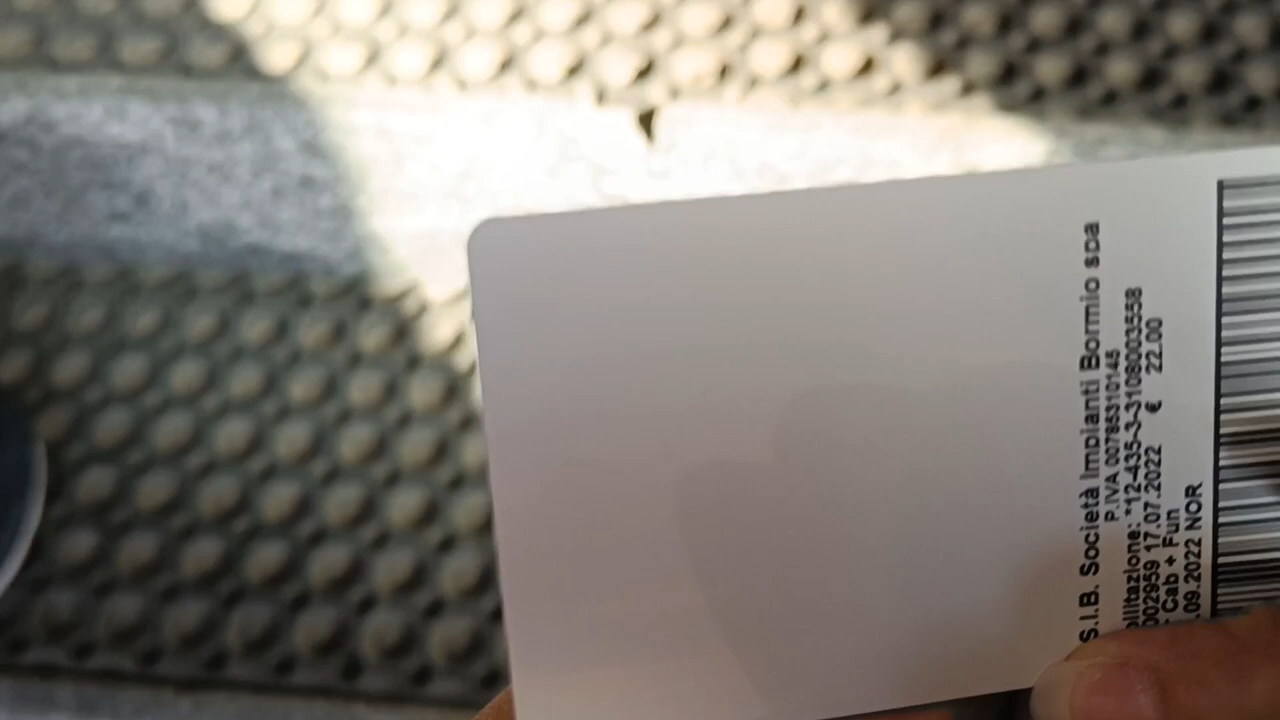 S.I.B. Società Impianti Bormio spa
P.IVA 00785310145
bilitazione: *12-435-3-3108003558
002959 17.07.2022 € 22.00
Cab + Fun
.09.2022 NOR